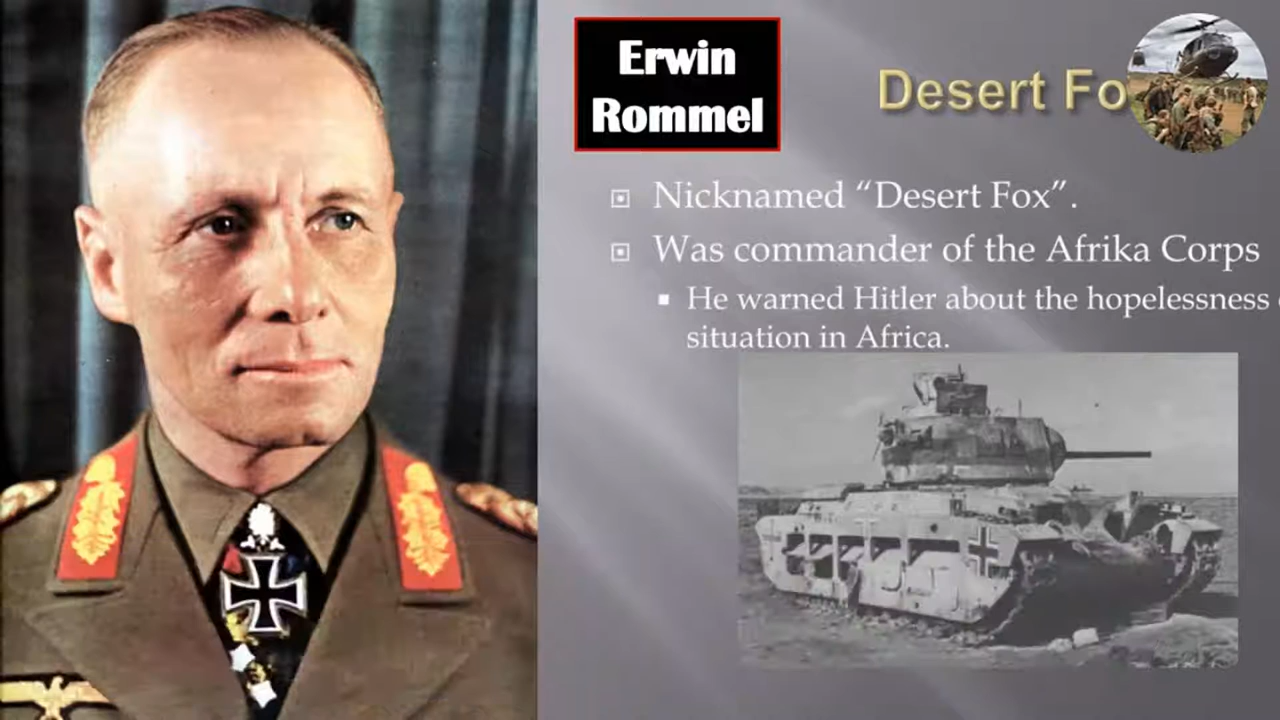 Erwin
Rommel
Desert Fo
Nicknamed “Desert Fox”.
Was commander of the Afrika Corps
He warned Hitler about the hopelessness
situation in Africa.